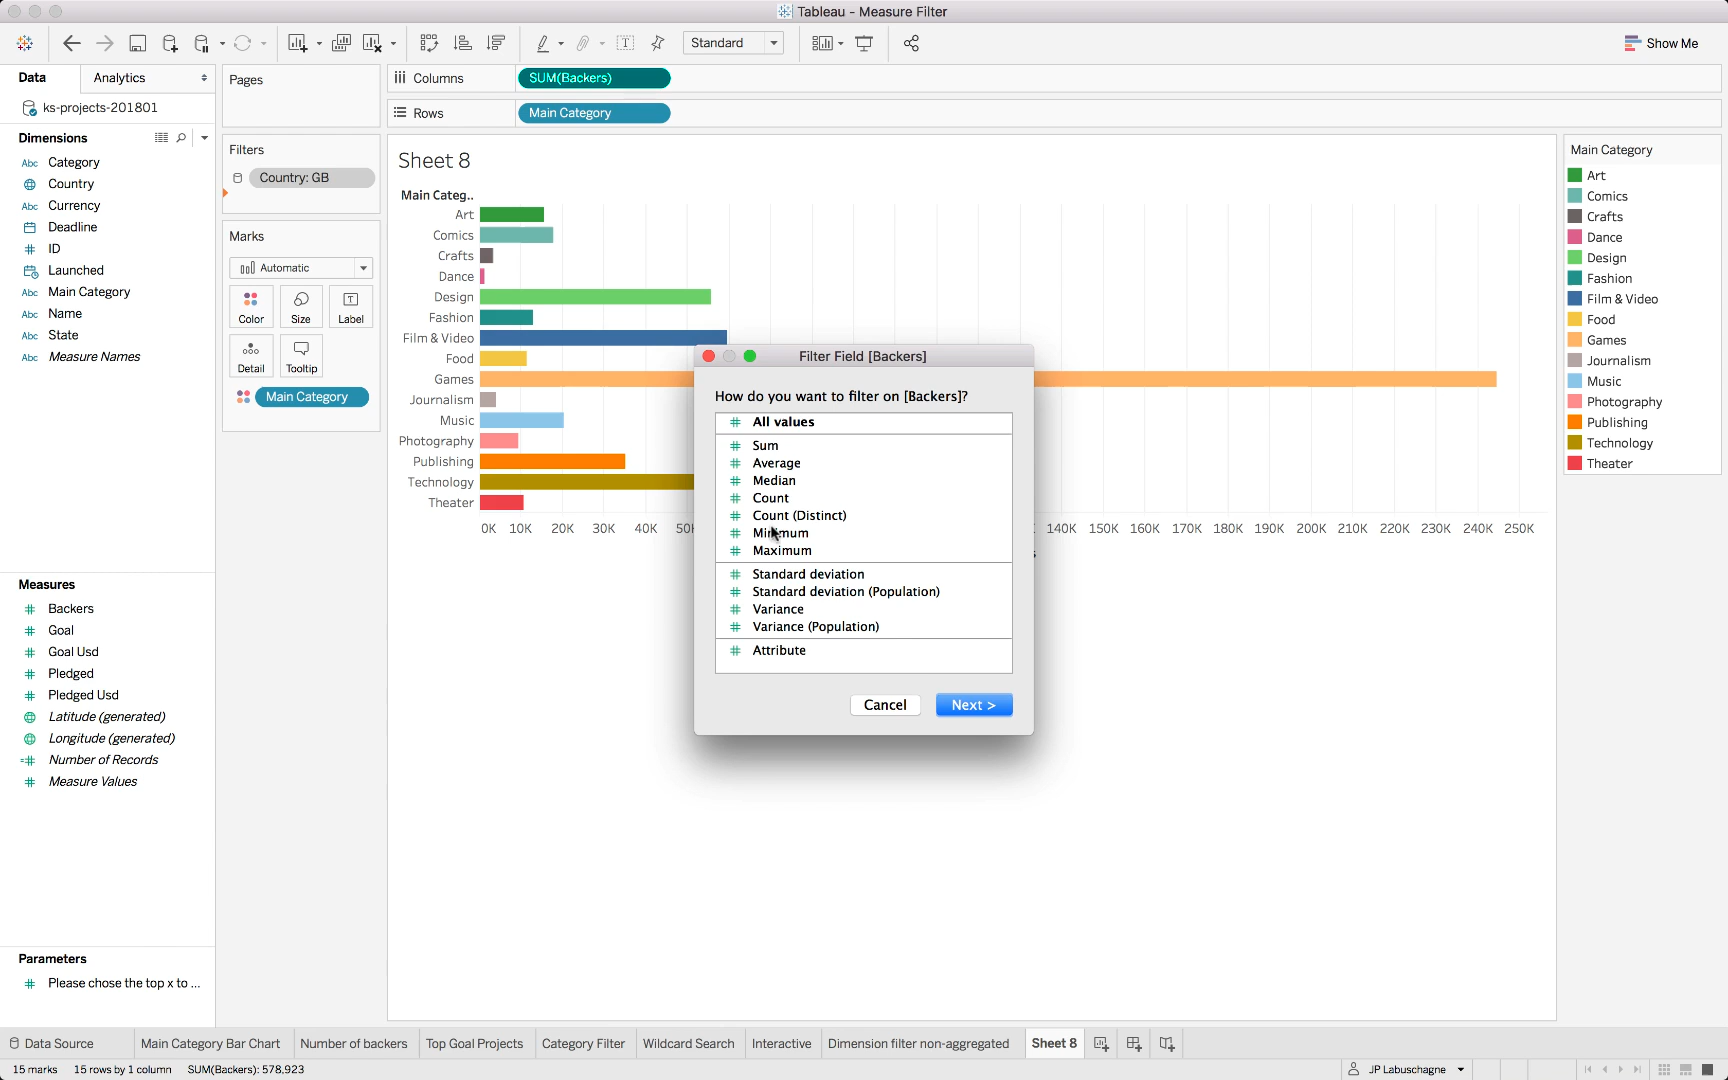 Tableau - Measure Filter
Standard
Show Me
Data
Analytics
ks-projects-201801
Dimensions
Abc Category
Country
Abc Currency
Deadline
# ID
Launched
Abc Main Category
Abc Name
Abc State
Abc Measure Names
Measures
# Backers
# Goal
# Goal Usd
# Pledged
# Pledged Usd
Latitude (generated)
Longitude (generated)
=# Number of Records
# Measure Values
Parameters
# Please chose the top x to ...
Pages
Filters
Country: GB
Marks
Automatic
Color
Size
Label
Detail
Tooltip
Main Category
Columns
SUM(Backers)
Rows
Main Category
Sheet 8
Main Categ..
Art
Comics
Crafts
Dance
Design
Fashion
Film & Video
Food
Games
Journalism
Music
Photography
Publishing
Technology
Theater
0K 10K 20K 30K 40K 140K 150K 160K 170K 180K 190K 200K 210K 220K 230K 240K 250K
Filter Field [Backers]
How do you want to filter on [Backers]?
# All values
# Sum
# Average
# Median
# Count
# Count (Distinct)
# Minimum
# Maximum
# Standard deviation
# Standard deviation (Population)
# Variance
# Variance (Population)
# Attribute
Cancel
Next >
Main Category
Art
Comics
Crafts
Dance
Design
Fashion
Film & Video
Food
Games
Journalism
Music
Photography
Publishing
Technology
Theater
Data Source
Main Category Bar Chart
Number of backers
Top Goal Projects
Category Filter
Wildcard Search
Interactive
Dimension filter non-aggregated
Sheet 8
15 marks 15 rows by 1 column SUM(Backers): 578,923
JP Labuschagne